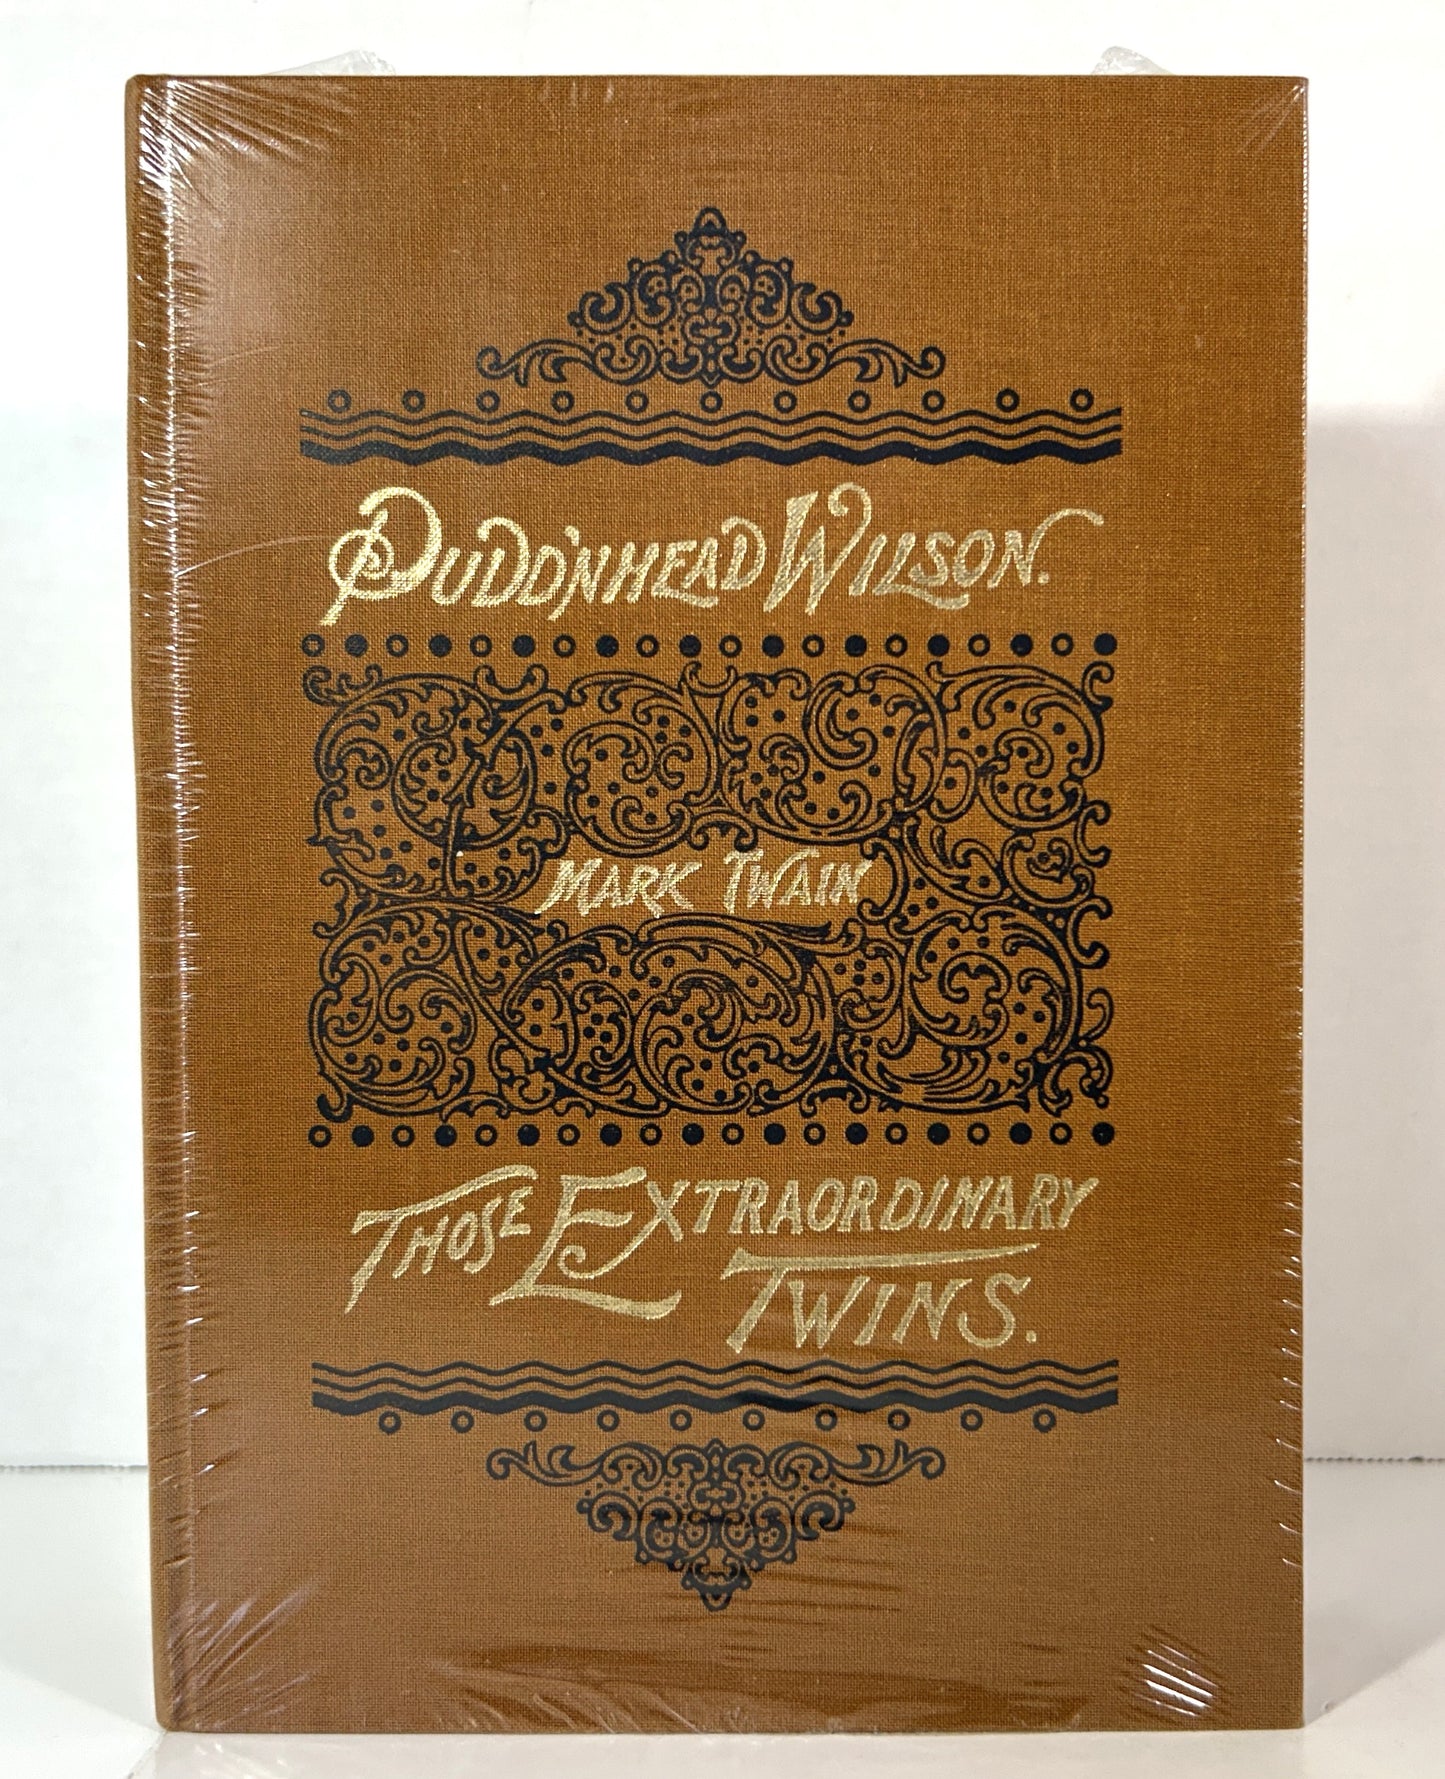 PUDD'NHEAD WILSON.
MARK TWAIN
THOSE EXTRAORDINARY
TWINS.